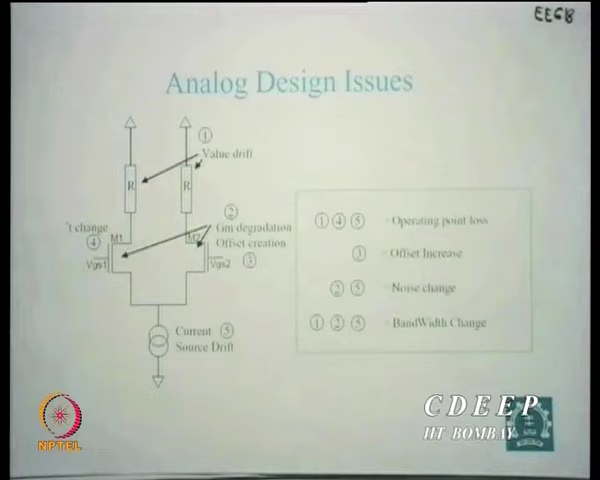 EE68
Analog Design Issues
①
Value drift
R
R
②
't change
Gm degradation
④
M1
M2
Offset creation
Vgs1
Vgs2
③
Current ⑤
Source Drift
① ④ ⑤ - Operating point loss
③ - Offset Increase
② ⑤ - Noise change
① ② ⑤ - BandWidth Change
NPTEL
CDEEP
IIT BOMBAY